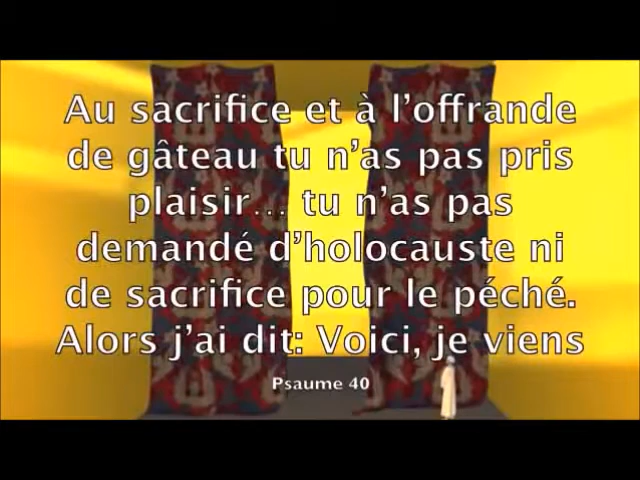 Au sacrifice et à l’offrande
de gâteau tu n’as pas pris
plaisir… tu n’as pas
demandé d’holocauste ni
de sacrifice pour le péché.
Alors j’ai dit: Voici, je viens
Psaume 40